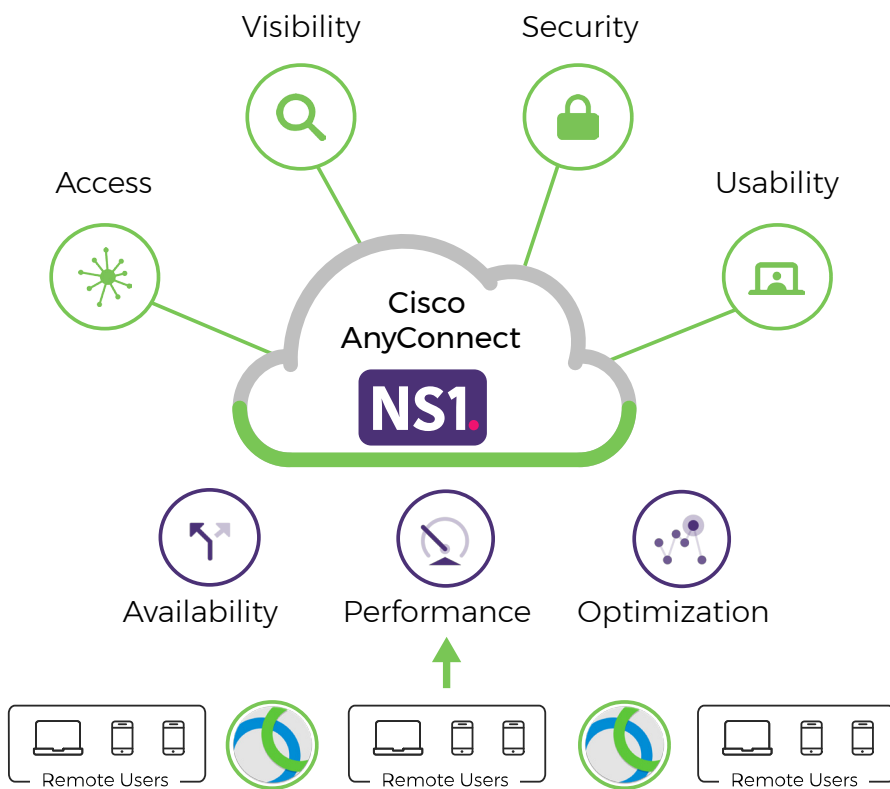 Visibility
Security
Access
Usability
Cisco
AnyConnect
NS1.
Availability
Performance
Optimization
Remote Users
Remote Users
Remote Users